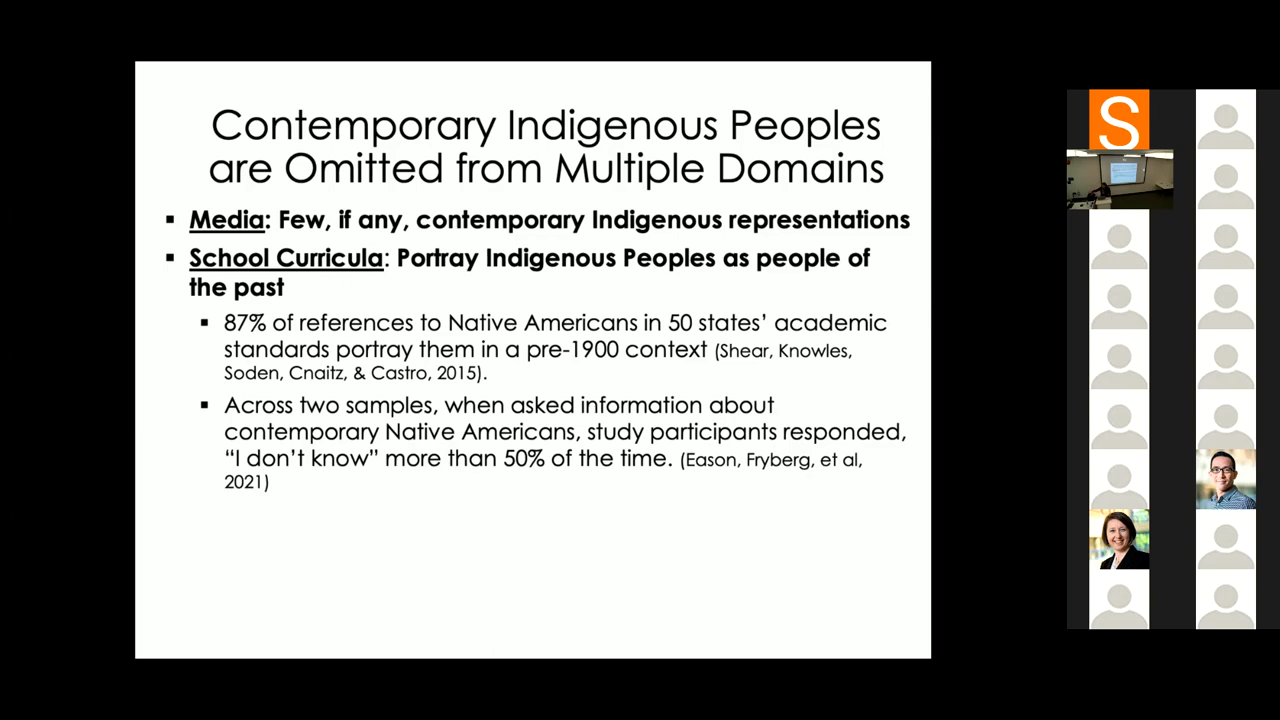 Contemporary Indigenous Peoples
are Omitted from Multiple Domains
▪ Media: Few, if any, contemporary Indigenous representations
▪ School Curricula: Portray Indigenous Peoples as people of
the past
▪ 87% of references to Native Americans in 50 states’ academic
standards portray them in a pre-1900 context (Shear, Knowles,
Soden, Cnaitz, & Castro, 2015).
▪ Across two samples, when asked information about
contemporary Native Americans, study participants responded,
“I don’t know” more than 50% of the time. (Eason, Fryberg, et al,
2021)
S